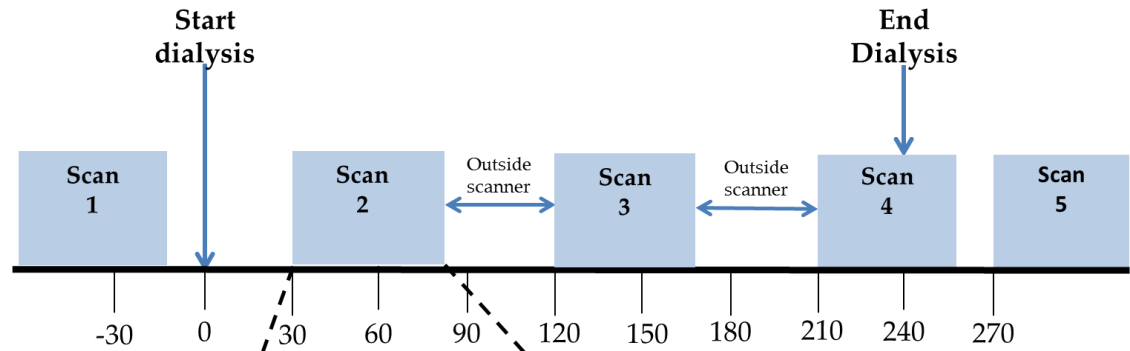 Start
dialysis
End
Dialysis
Scan
1
Scan
2
Outside
scanner
Scan
3
Outside
scanner
Scan
4
Scan
5
-30
0
30
60
90
120
150
180
210
240
270